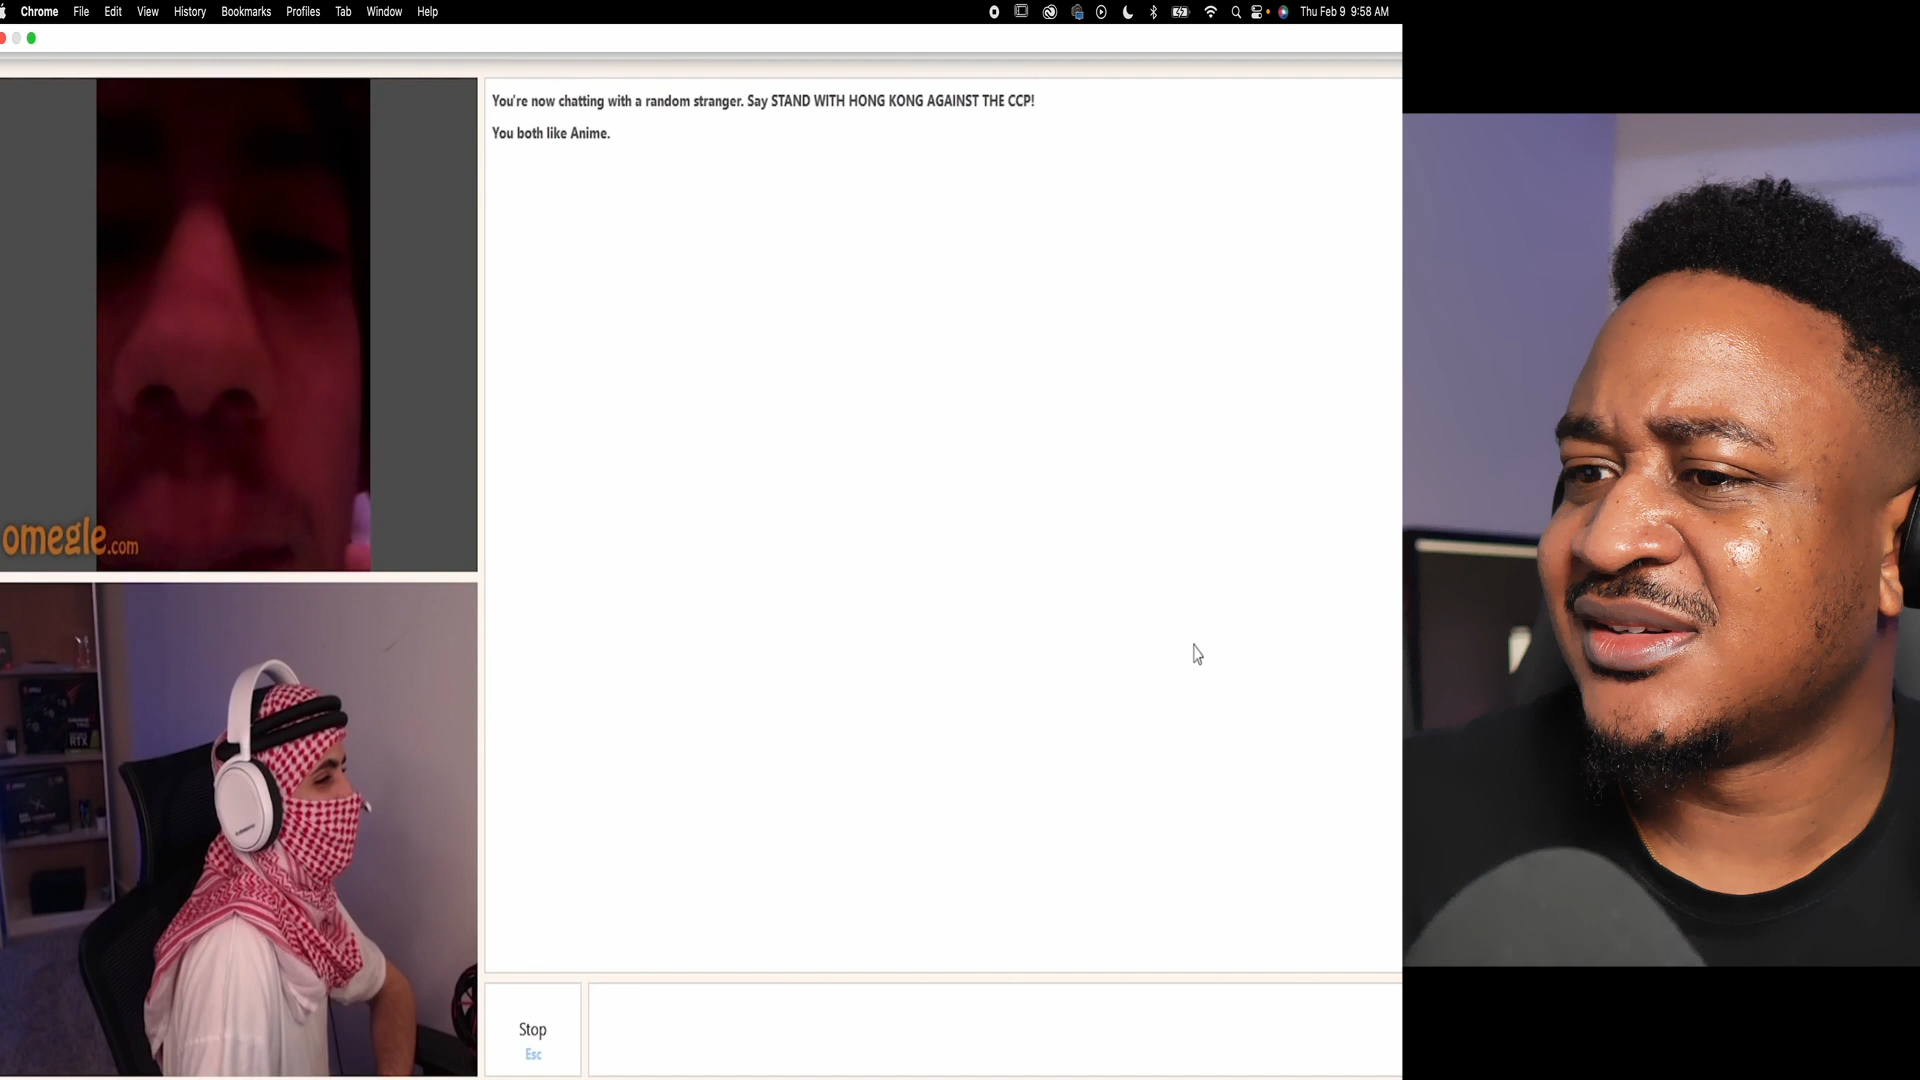 Chrome File Edit View History Bookmarks Profiles Tab Window Help Thu Feb 9 9:58 AM
You're now chatting with a random stranger. Say STAND WITH HONG KONG AGAINST THE CCP!
You both like Anime.
omegle.com
RTX
Stop
Esc